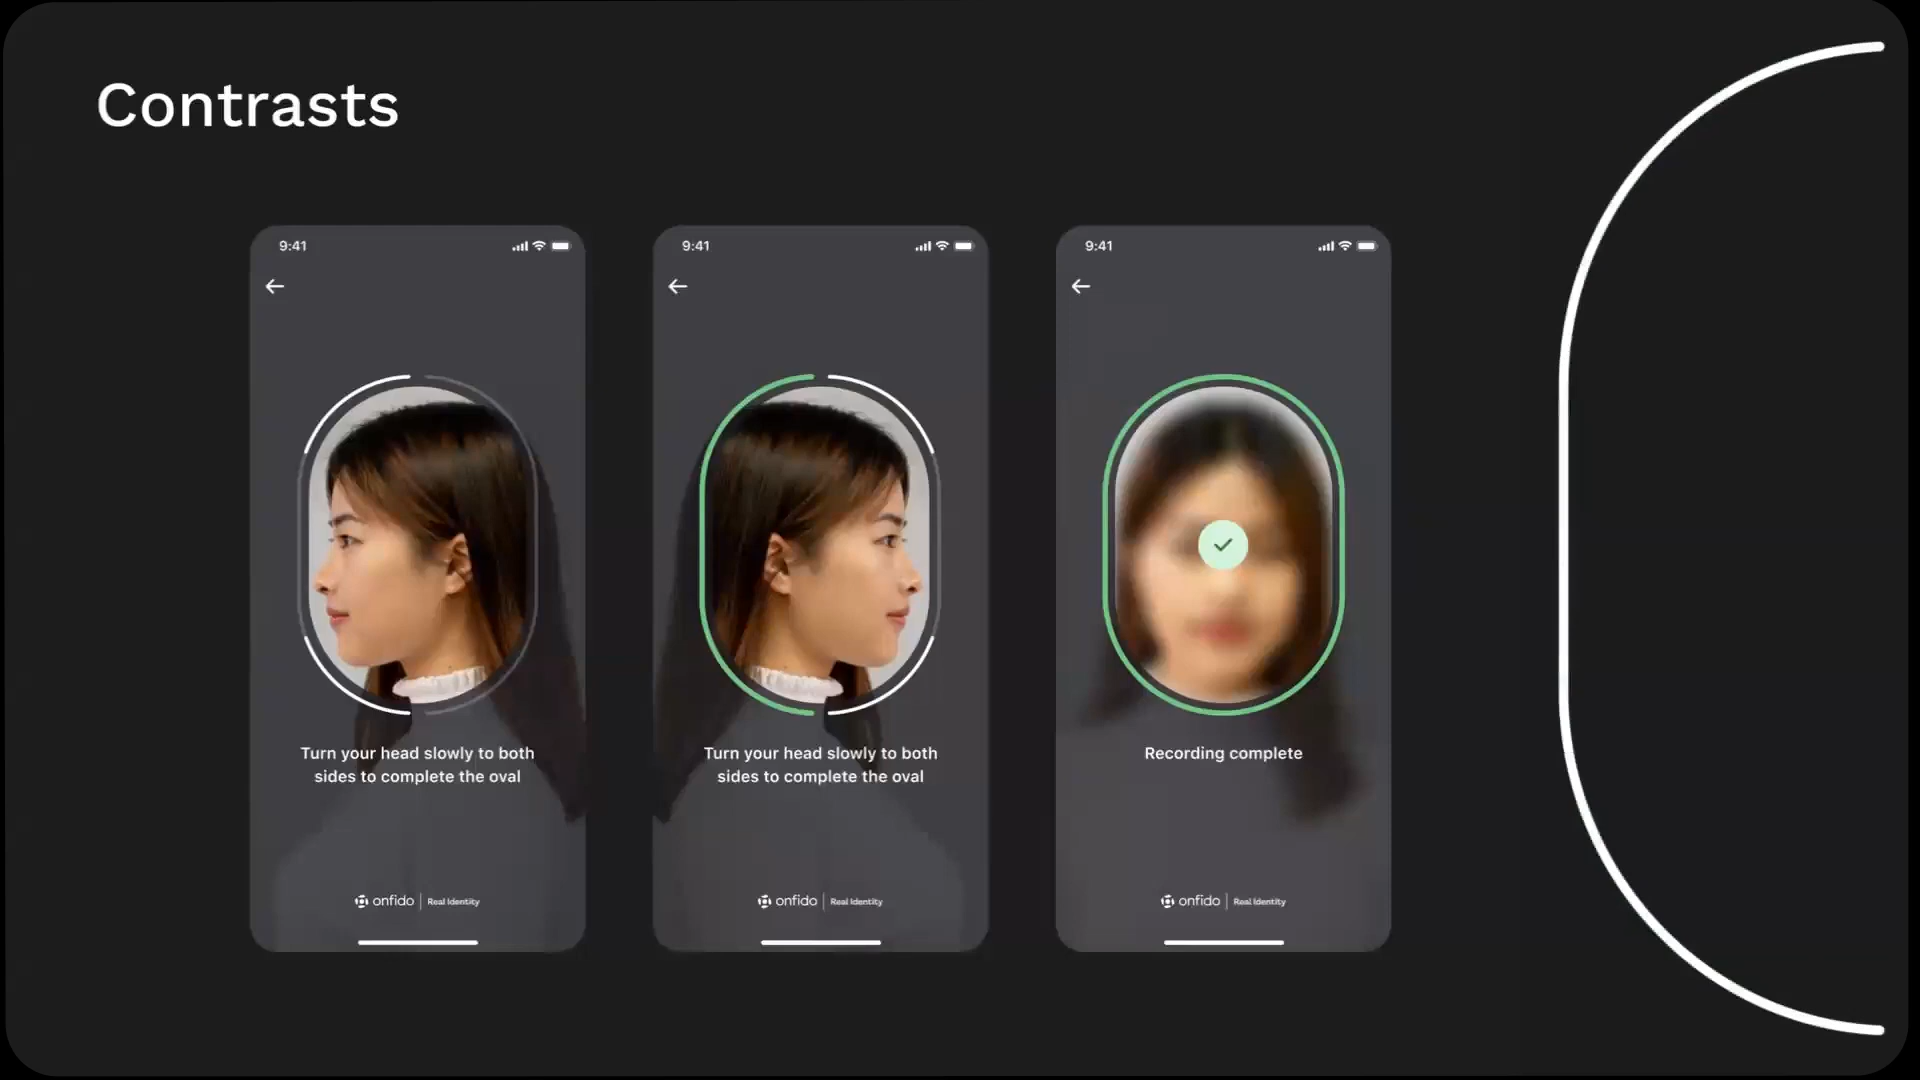 Contrasts
9:41
Turn your head slowly to both
sides to complete the oval
onfido | Real Identity
9:41
Turn your head slowly to both
sides to complete the oval
onfido | Real Identity
9:41
Recording complete
onfido | Real Identity